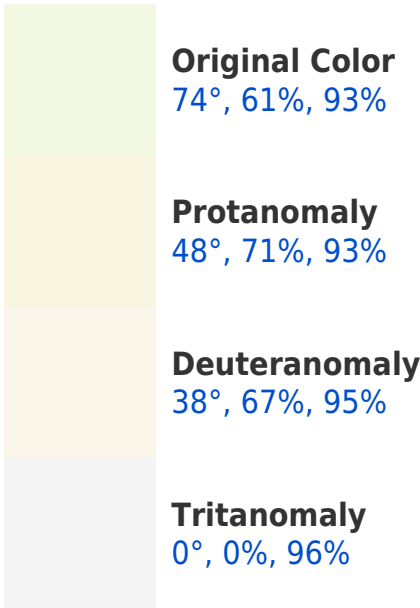 Original Color
74°, 61%, 93%
Protanomaly
48°, 71%, 93%
Deuteranomaly
38°, 67%, 95%
Tritanomaly
0°, 0%, 96%